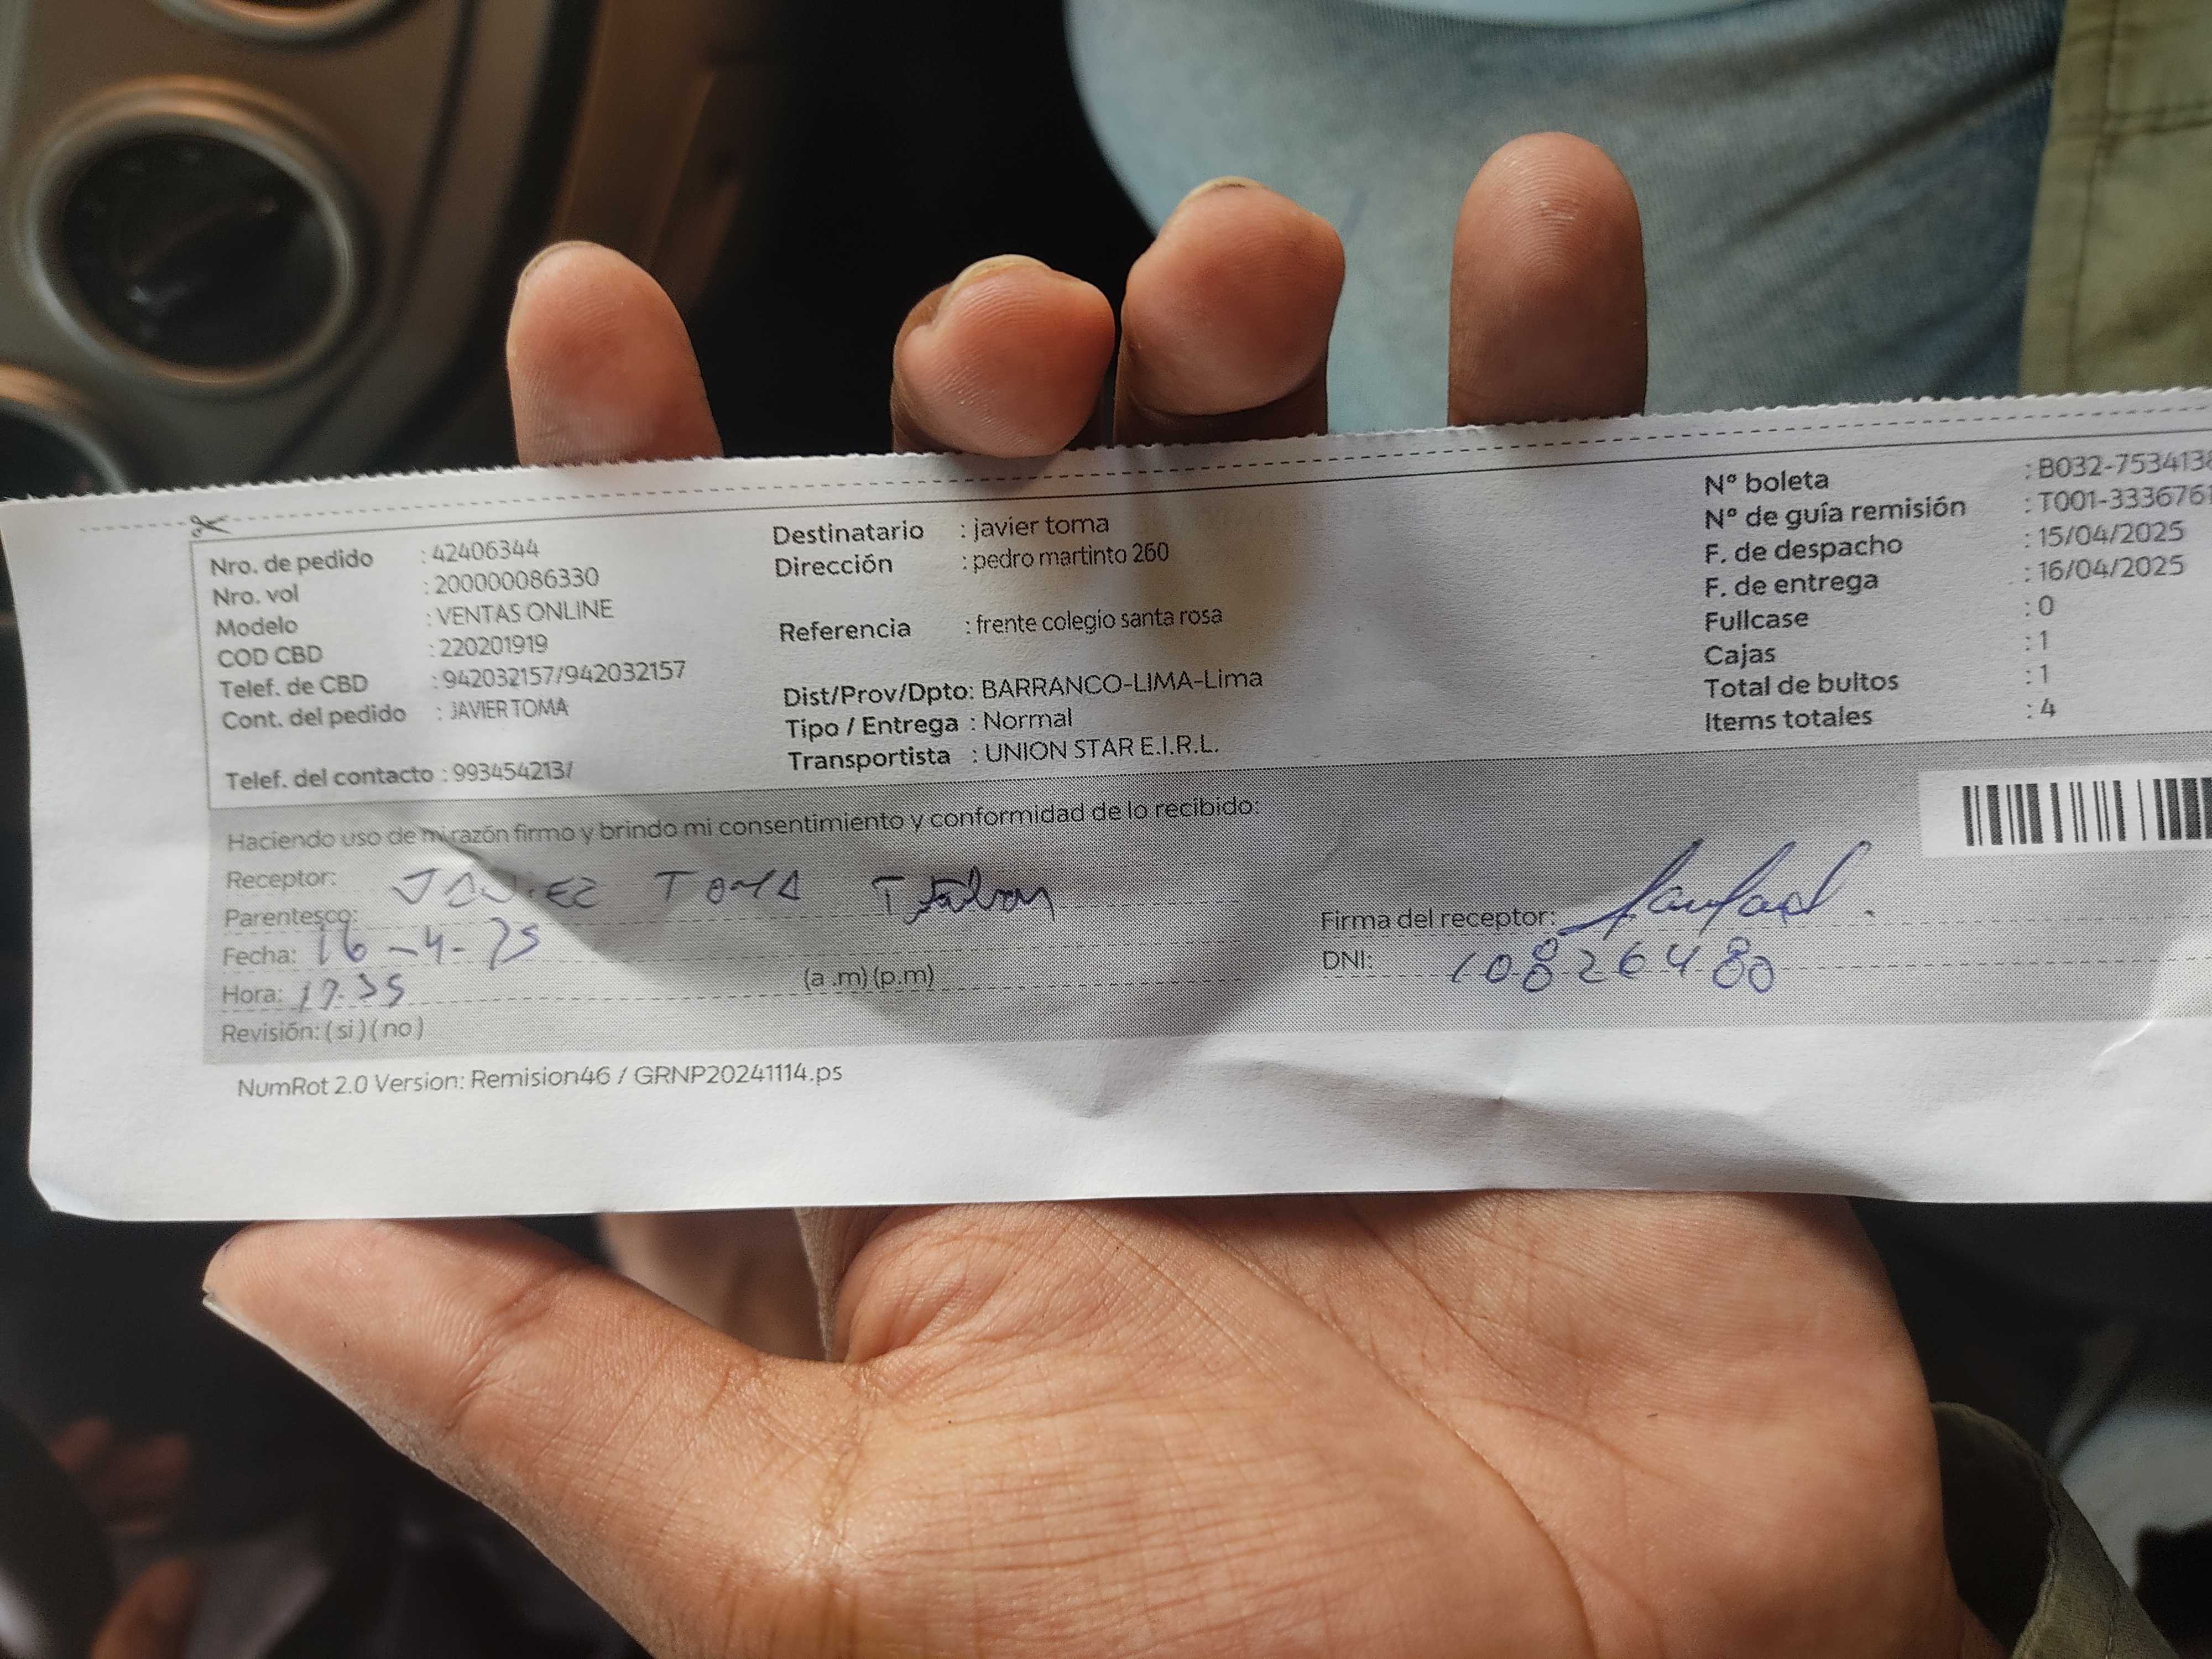 Nro. de pedido : 42406344
Nro. vol : 200000086330
Modelo : VENTAS ONLINE
COD CBD : 220201919
Telef. de CBD : 942032157/942032157
Cont. del pedido : JAVIER TOMA
Telef. del contacto : 993454213/
Destinatario : javier toma
Dirección : pedro martinto 260
Referencia : frente colegio santa rosa
Dist/Prov/Dpto: BARRANCO-LIMA-Lima
Tipo / Entrega : Normal
Transportista : UNION STAR E.I.R.L.
N° boleta : B032-7534138
N° de guía remisión : T001-3336761
F. de despacho : 15/04/2025
F. de entrega : 16/04/2025
Fullcase : 0
Cajas : 1
Total de bultos : 1
Items totales : 4
Haciendo uso de mi razón firmo y brindo mi consentimiento y conformidad de lo recibido:
Receptor: JAVIER TOMA
Parentesco:
Fecha: 16-4-25
Hora: (a .m) (p.m)
Revisión: ( si ) ( no )
Firma del receptor:
DNI: 10826480
NumRot 2.0 Version: Remision46 / GRNP20241114.ps